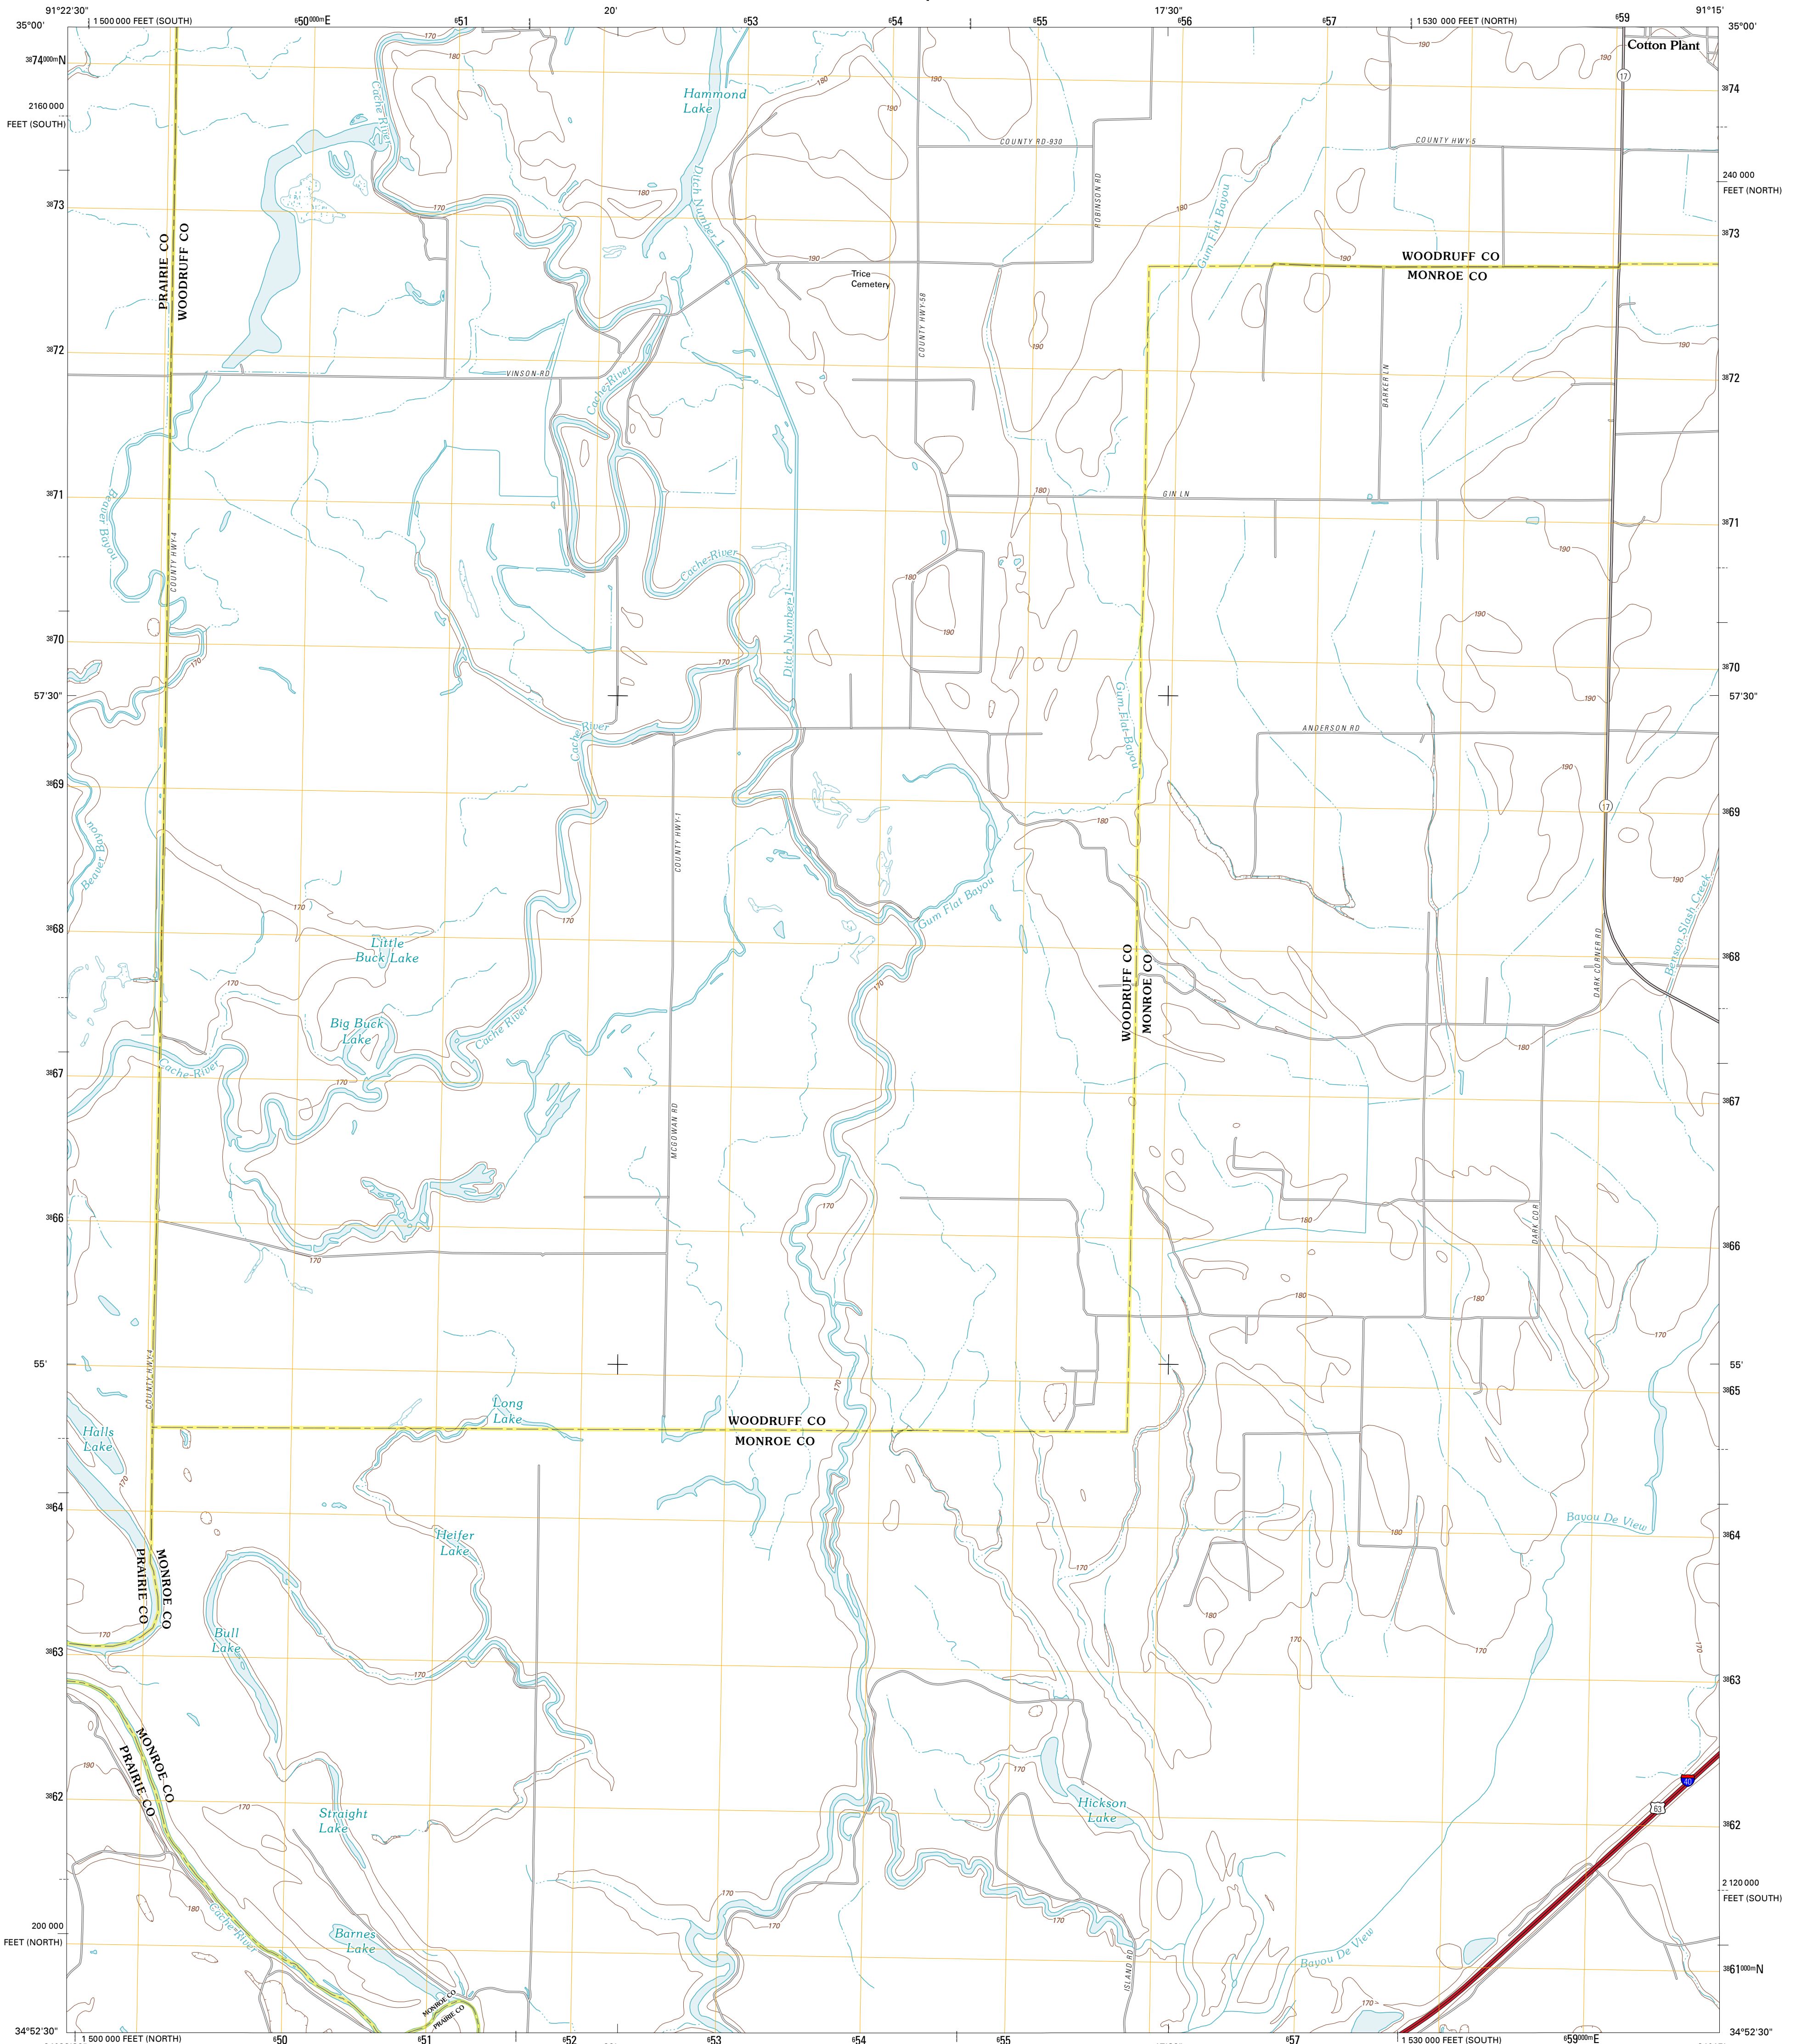 91°22'30"
1 500 000 FEET (SOUTH)
⁶50⁰⁰⁰ᵐE
⁶51
20'
⁶53
⁶54
⁶55
17'30"
⁶56
⁶57
1 530 000 FEET (NORTH)
⁶59
91°15'
35°00'
35°00'
Cotton Plant
³⁸74⁰⁰⁰ᵐN
³⁸74
2160 000
FEET (SOUTH)
240 000
FEET (NORTH)
170
180
190
17
Cache River
Hammond
Lake
Ditch Number 1
COUNTY RD-930
COUNTY HWY-5
ROBINSON RD
Gum Flat Bayou
³⁸73
³⁸73
PRAIRIE CO
WOODRUFF CO
WOODRUFF CO
MONROE CO
Trice
Cemetery
COUNTY HWY-5B
³⁸72
³⁸72
VINSON RD
Cache River
BARKER LN
Beaver Bayou
³⁸71
³⁸71
GIN LN
COUNTY HWY-4
Cache River
Ditch Number 1
³⁸70
³⁸70
57'30"
57'30"
Gum Flat Bayou
Cache River
ANDERSON RD
³⁸69
³⁸69
17
Beaver Bayou
COUNTY HWY-1
Gum Flat Bayou
Benson Slash Creek
³⁸68
³⁸68
Little
Buck Lake
WOODRUFF CO
MONROE CO
DARK CORNER RD
Big Buck
Lake
Cache River
Cache River
³⁸67
³⁸67
MCGOWAN RD
³⁸66
³⁸66
DARK COR
55'
55'
³⁸65
COUNTY HWY-4
Long
Lake
WOODRUFF CO
MONROE CO
Halls
Lake
³⁸64
³⁸64
Heifer
Lake
Bayou De View
PRAIRIE CO
MONROE CO
Bull
Lake
³⁸63
³⁸63
MONROE CO
PRAIRIE CO
40
63
³⁸62
³⁸62
Straight
Lake
Hickson
Lake
2 120 000
FEET (SOUTH)
200 000
FEET (NORTH)
Cache River
Barnes
Lake
Bayou De View
ISLAND RD
³⁸61⁰⁰⁰ᵐN
MONROE CO
PRAIRIE CO
34°52'30"
34°52'30"
1 500 000 FEET (NORTH)
⁶50
⁶51
⁶52
⁶53
⁶54
⁶55
⁶57
1 530 000 FEET (SOUTH)
⁶59⁰⁰⁰ᵐE